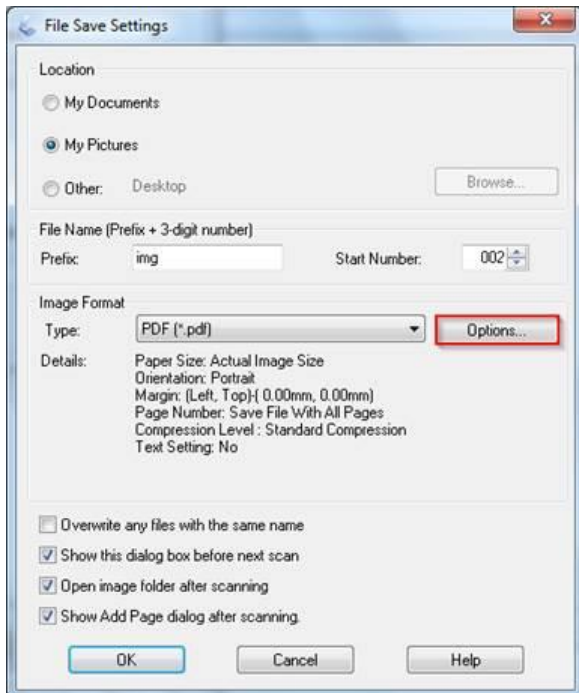 File Save Settings
Location
My Documents
My Pictures
Other: Desktop Browse...
File Name (Prefix + 3-digit number)
Prefix: img Start Number: 002
Image Format
Type: PDF (*.pdf) Options...
Details: Paper Size: Actual Image Size
Orientation: Portrait
Margin: (Left, Top)-( 0.00mm, 0.00mm)
Page Number: Save File With All Pages
Compression Level : Standard Compression
Text Setting: No
Overwrite any files with the same name
Show this dialog box before next scan
Open image folder after scanning
Show Add Page dialog after scanning.
OK Cancel Help